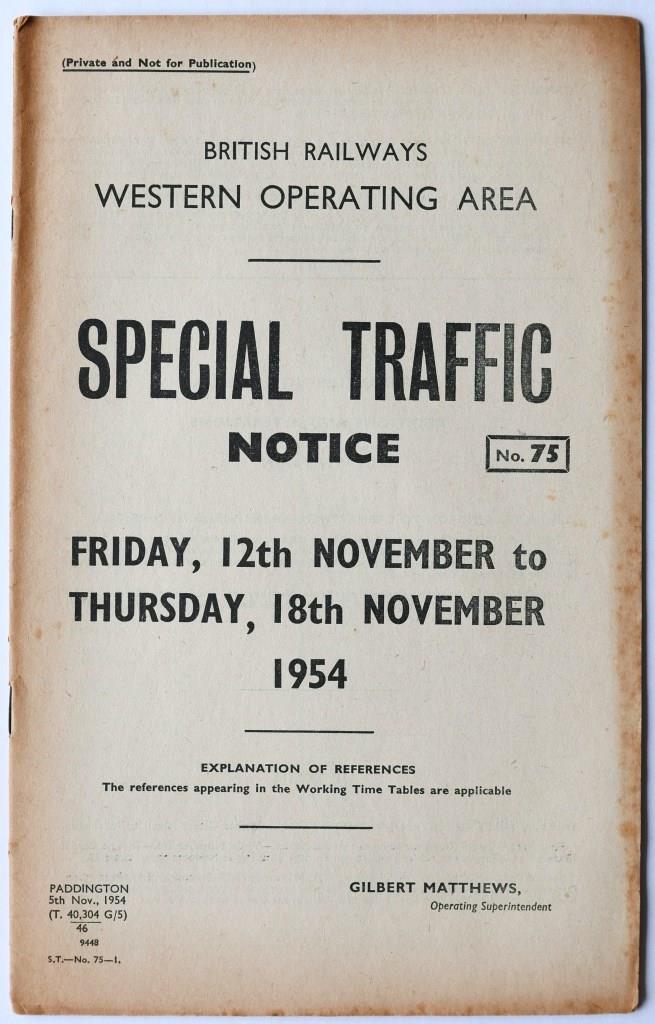 (Private and Not for Publication)
BRITISH RAILWAYS
WESTERN OPERATING AREA
SPECIAL TRAFFIC
NOTICE
No. 75
FRIDAY, 12th NOVEMBER to
THURSDAY, 18th NOVEMBER
1954
EXPLANATION OF REFERENCES
The references appearing in the Working Time Tables are applicable
PADDINGTON
5th Nov., 1954
(T. 40,304 G/5)
46
9448
S.T.—No. 75—1.
GILBERT MATTHEWS,
Operating Superintendent